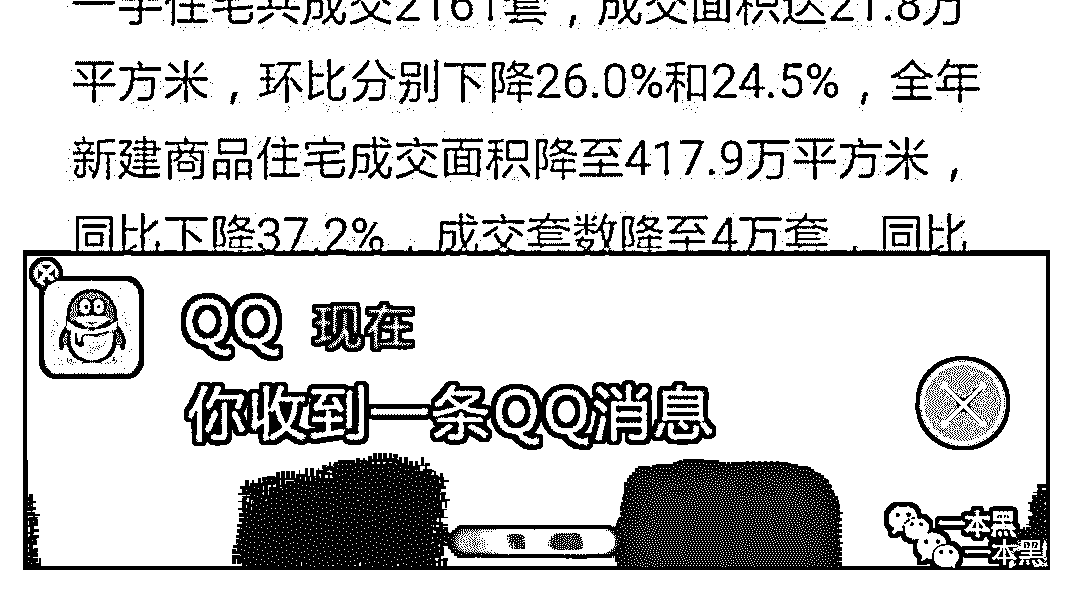 一手住宅共成交2161套，成交面积达21.8万
平方米，环比分别下降26.0%和24.5%，全年
新建商品住宅成交面积降至417.9万平方米，
同比下降37.2%，成交套数降至4万套，同比
QQ 现在
你收到一条QQ消息
一本黑
一本黑